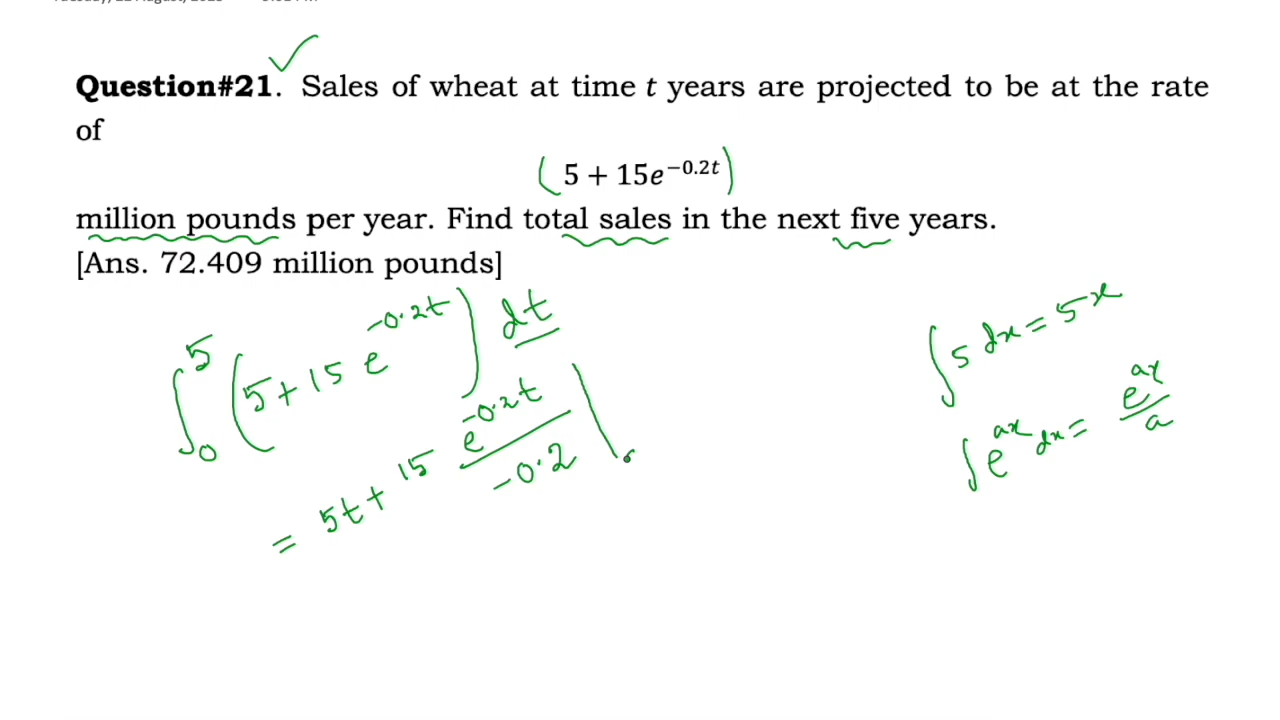 Question#21. Sales of wheat at time t years are projected to be at the rate
of
(5 + 15e^{-0.2t})
million pounds per year. Find total sales in the next five years.
[Ans. 72.409 million pounds]
∫₀⁵ (5+15 e^{-0.2t}) dt
= 5t + 15 e^{-0.2t}/-0.2 |
∫ 5 dx = 5x
∫ e^{ax} dx = e^{ax}/a